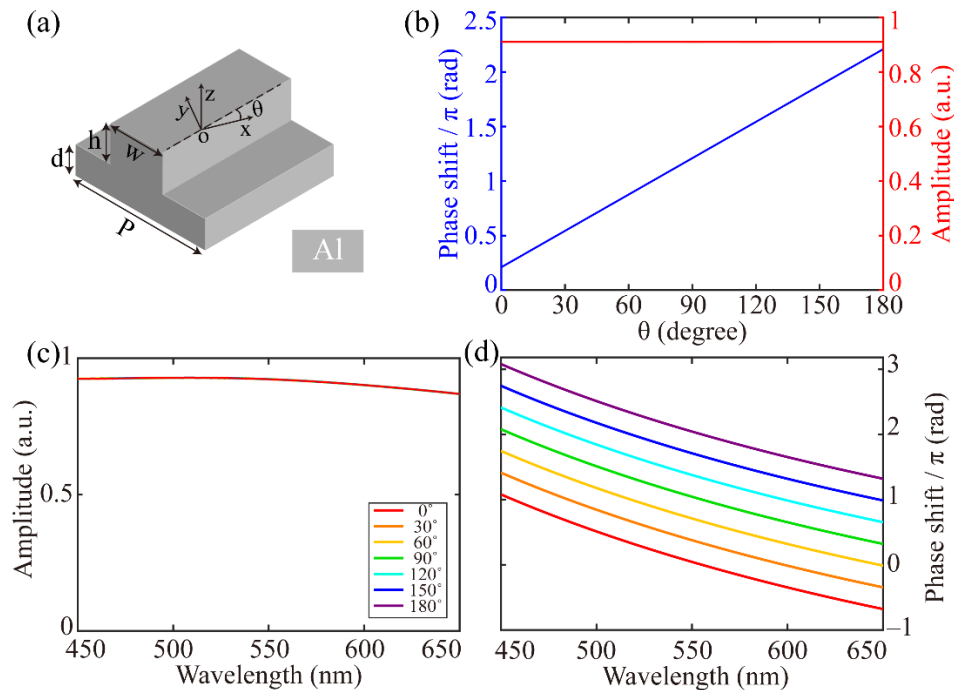 (a)
z
y
θ
x
o
h
w
d
P
Al
(b)
2.5
2
1.5
1
0.5
0
Phase shift / π (rad)
1
0.8
0.6
0.4
0.2
0
Amplitude (a.u.)
0 30 60 90 120 150 180
θ (degree)
(c)
1
0.5
0
Amplitude (a.u.)
0°
30°
60°
90°
120°
150°
180°
450 500 550 600 650
Wavelength (nm)
(d)
3
2
1
0
−1
Phase shift / π (rad)
450 500 550 600 650
Wavelength (nm)